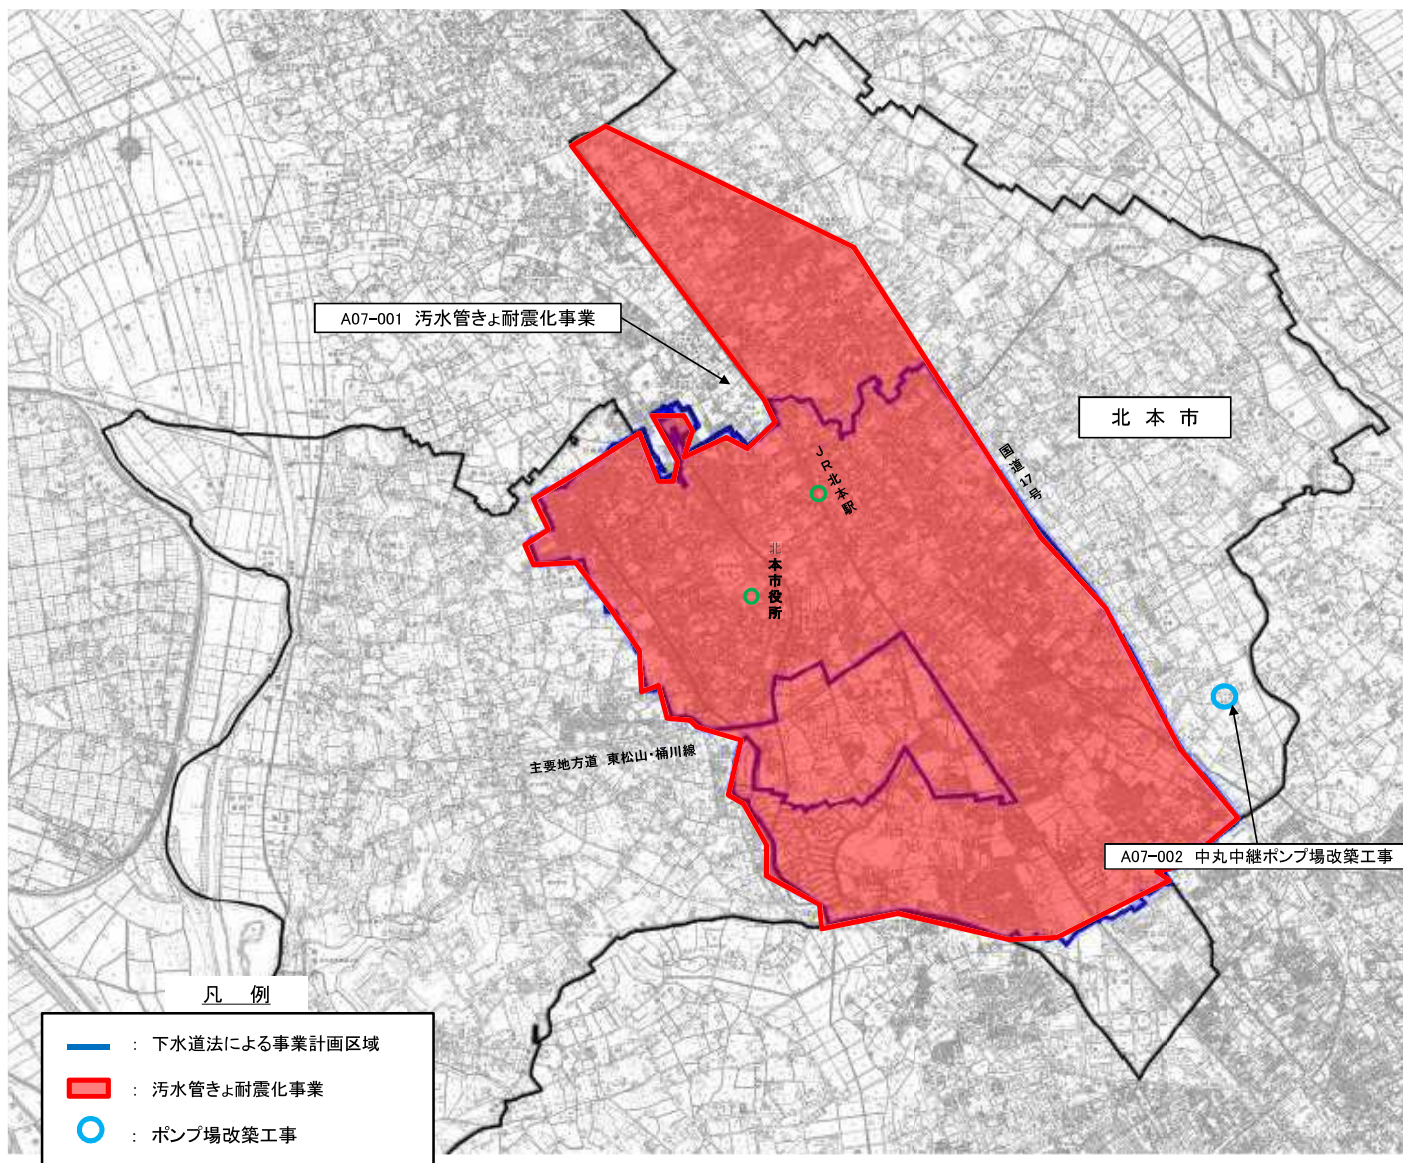 A07-001 汚水管きょ耐震化事業
北本市
国道17号
JR北本駅
北本市役所
主要地方道 東松山・桶川線
A07-002 中丸中継ポンプ場改築工事
凡 例
: 下水道法による事業計画区域
: 汚水管きょ耐震化事業
: ポンプ場改築工事